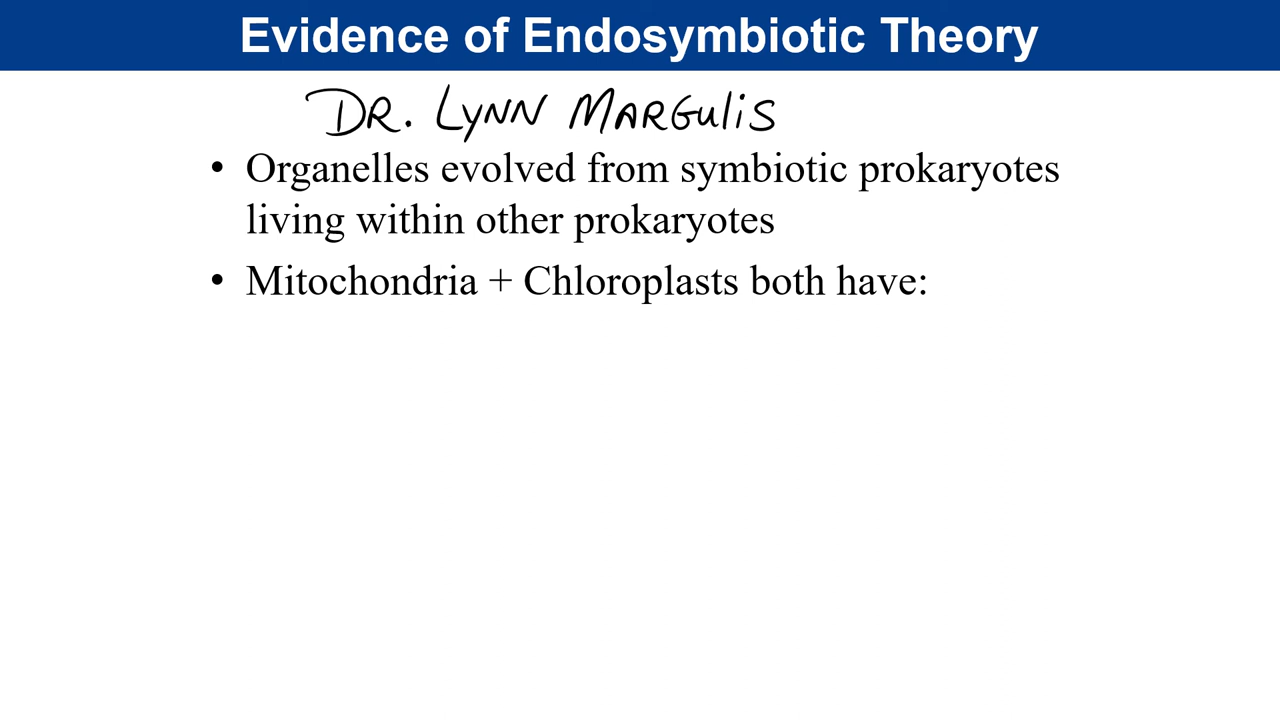 Evidence of Endosymbiotic Theory
DR. LYNN MARGULIS
• Organelles evolved from symbiotic prokaryotes
living within other prokaryotes
• Mitochondria + Chloroplasts both have: